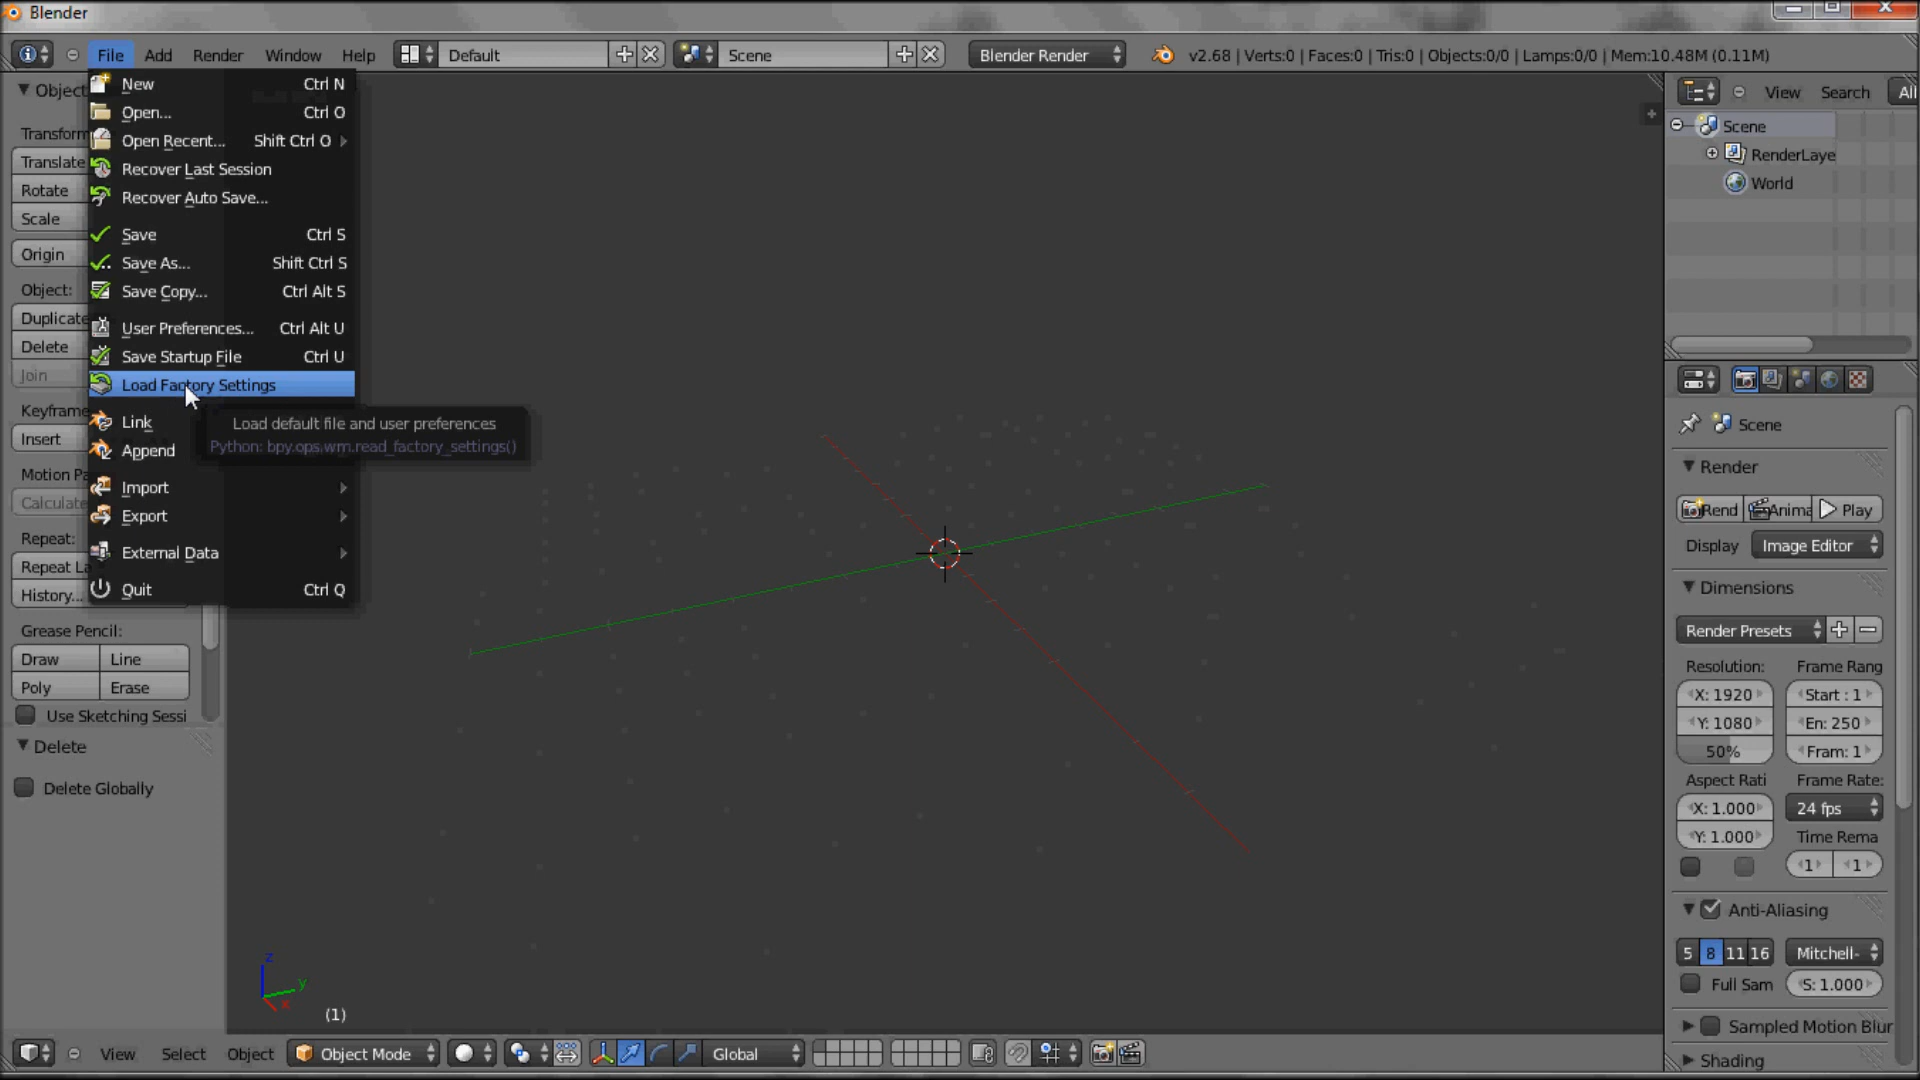 Blender
File Add Render Window Help Default Scene Blender Render v2.68 | Verts:0 | Faces:0 | Tris:0 | Objects:0/0 | Lamps:0/0 | Mem:10.48M (0.11M)
New Ctrl N
Open... Ctrl O
Open Recent... Shift Ctrl O
Recover Last Session
Recover Auto Save...
Save Ctrl S
Save As... Shift Ctrl S
Save Copy... Ctrl Alt S
User Preferences... Ctrl Alt U
Save Startup File Ctrl U
Load Factory Settings
Link
Append
Import
Export
External Data
Quit Ctrl Q
Load default file and user preferences
Python: bpy.ops.wm.read_factory_settings()
Object
Transform
Translate
Rotate
Scale
Origin
Object:
Duplicate
Delete
Join
Keyframe
Insert
Motion Pa
Calculate
Repeat:
Repeat La
History...
Grease Pencil:
Draw Line
Poly Erase
Use Sketching Sessi
Delete
Delete Globally
z
y
x
(1)
View Select Object Object Mode Global
View Search All
Scene
RenderLaye
World
Scene
Render
Rend Anima Play
Display Image Editor
Dimensions
Render Presets
Resolution: Frame Rang
X: 1920 Start : 1
Y: 1080 En: 250
50% Fram: 1
Aspect Rati Frame Rate:
X: 1.000 24 fps
Y: 1.000 Time Rema
1 1
Anti-Aliasing
5 8 11 16 Mitchell-
Full Sam S: 1.000
Sampled Motion Blur
Shading